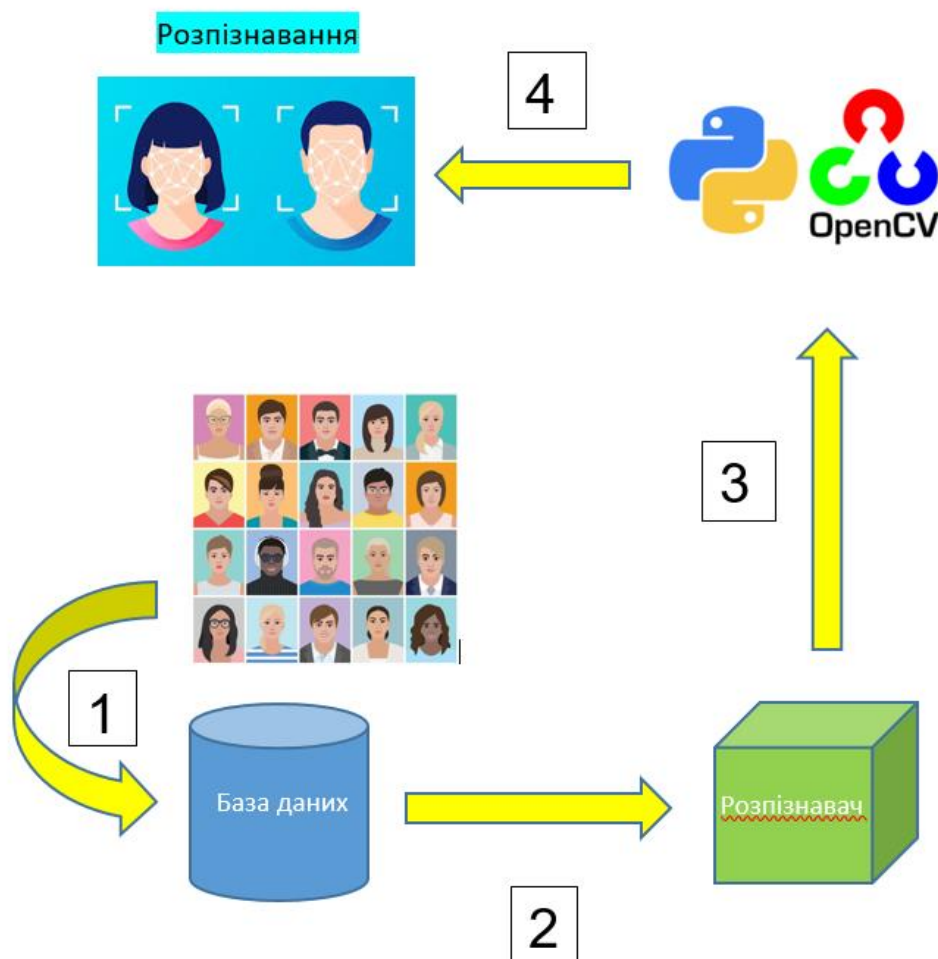 Розпізнавання
4
OpenCV
3
1
База даних
Розпізнавач
2